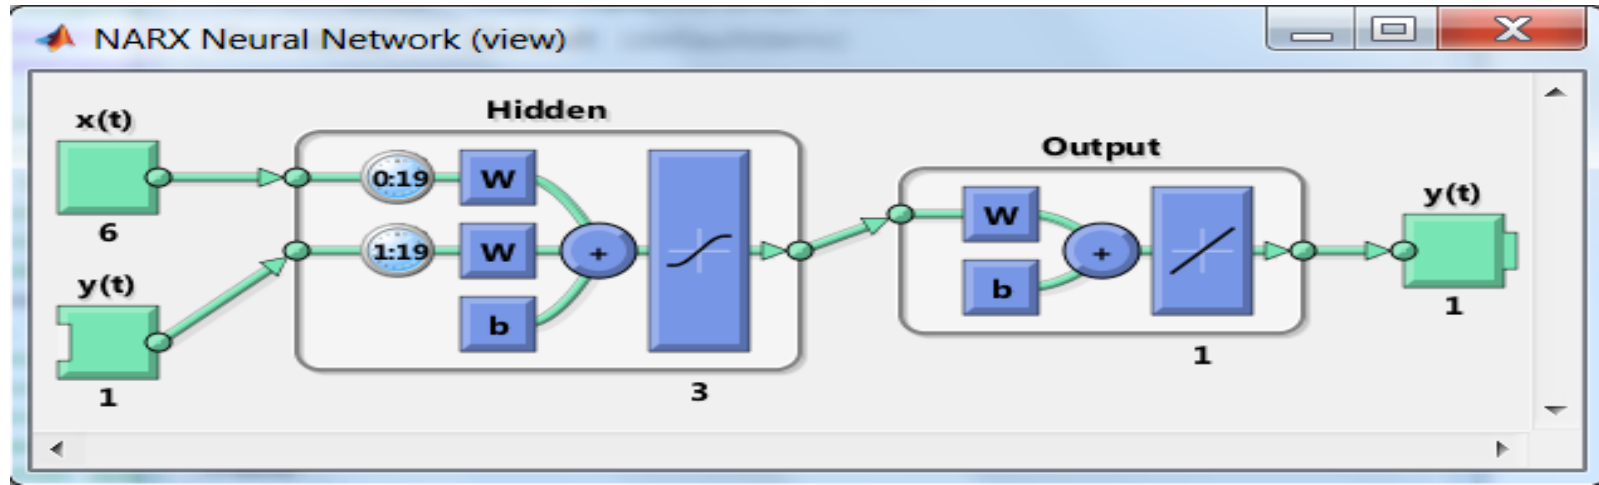 NARX Neural Network (view)
Hidden
x(t)
0:19
W
6
y(t)
1:19
W
+
b
1
3
Output
W
+
b
1
y(t)
1